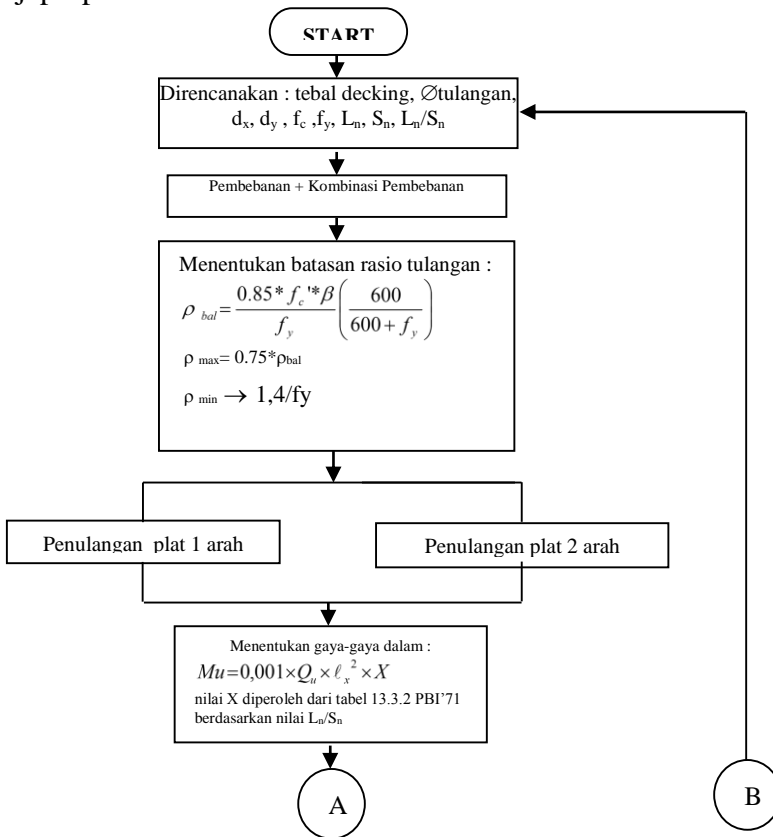 START
Direncanakan : tebal decking, ∅tulangan,
dx, dy , fc ,fy, Ln, Sn, Ln/Sn
Pembebanan + Kombinasi Pembebanan
Menentukan batasan rasio tulangan :
ρ bal = 0.85* fc '*β / fy ( 600 / 600 + fy )
ρ max= 0.75*ρbal
ρ min → 1,4/fy
Penulangan plat 1 arah
Penulangan plat 2 arah
Menentukan gaya-gaya dalam :
Mu = 0,001 × Qu × ℓx² × X
nilai X diperoleh dari tabel 13.3.2 PBI’71
berdasarkan nilai Ln/Sn
A
B